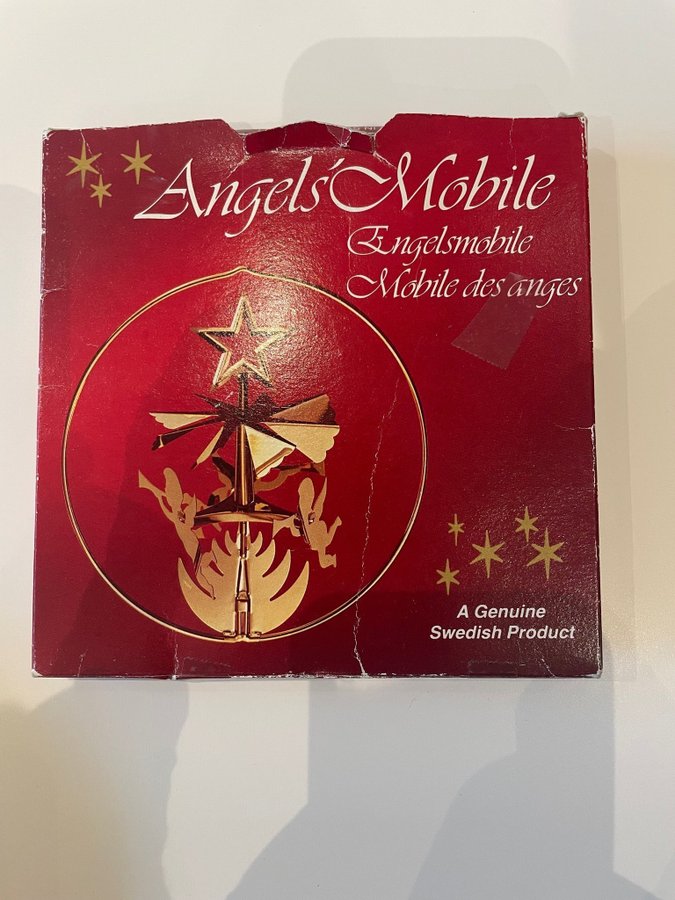 Angels' Mobile
Engelsmobile
Mobile des anges
A Genuine
Swedish Product